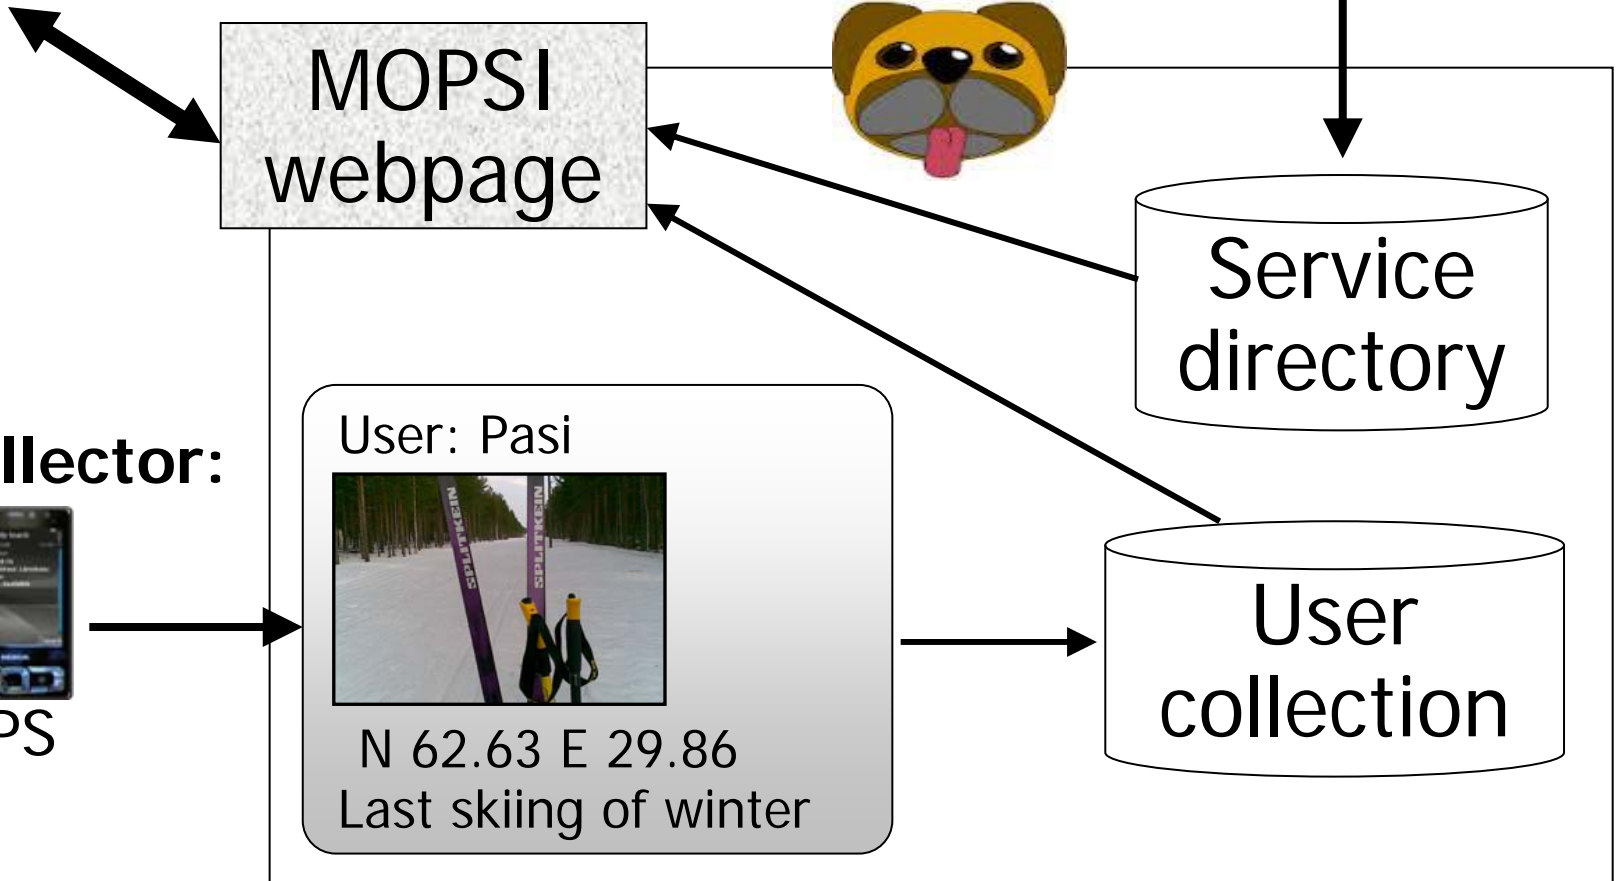 MOPSI
webpage
Service
directory
llector:
User: Pasi
SPLITKEIN
SPLITKEIN
PS
N 62.63 E 29.86
Last skiing of winter
User
collection